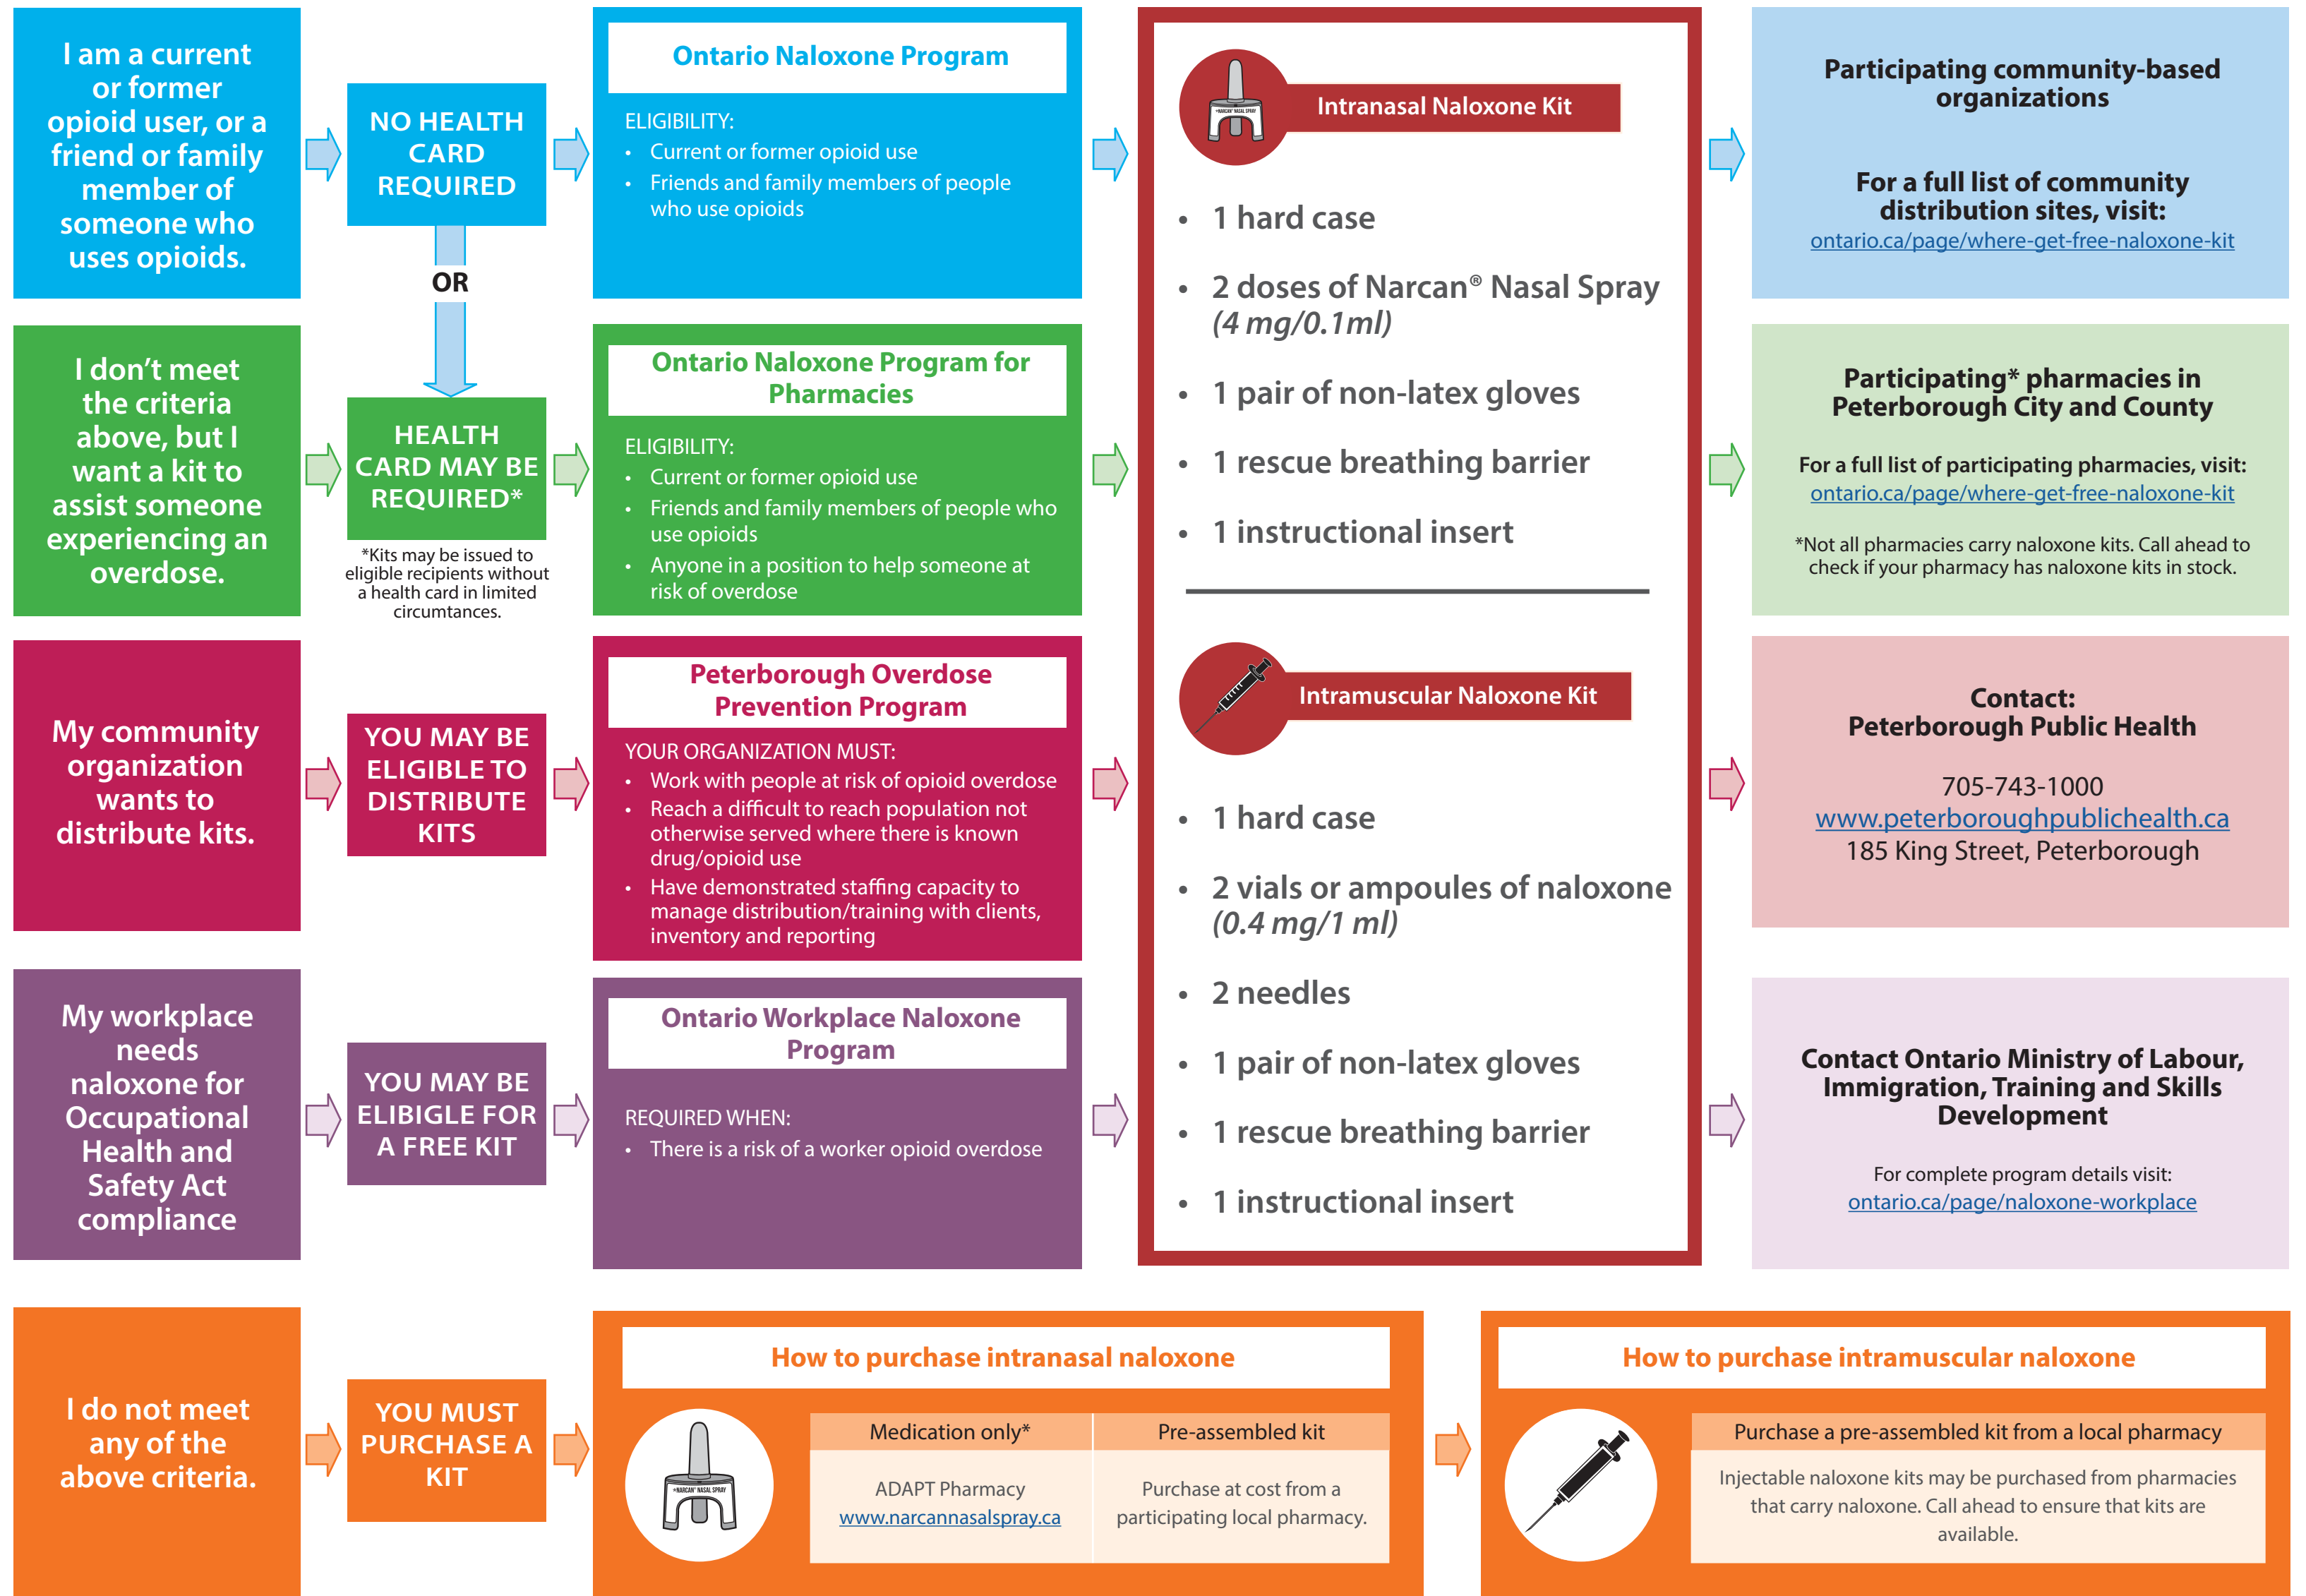 I am a current
or former
opioid user, or a
friend or family
member of
someone who
uses opioids.
NO HEALTH
CARD
REQUIRED
OR
Ontario Naloxone Program
ELIGIBILITY:
• Current or former opioid use
• Friends and family members of people
who use opioids
I don’t meet
the criteria
above, but I
want a kit to
assist someone
experiencing an
overdose.
HEALTH
CARD MAY BE
REQUIRED*
*Kits may be issued to
eligible recipients without
a health card in limited
circumtances.
Ontario Naloxone Program for
Pharmacies
ELIGIBILITY:
• Current or former opioid use
• Friends and family members of people who
use opioids
• Anyone in a position to help someone at
risk of overdose
My community
organization
wants to
distribute kits.
YOU MAY BE
ELIGIBLE TO
DISTRIBUTE
KITS
Peterborough Overdose
Prevention Program
YOUR ORGANIZATION MUST:
• Work with people at risk of opioid overdose
• Reach a difficult to reach population not
otherwise served where there is known
drug/opioid use
• Have demonstrated staffing capacity to
manage distribution/training with clients,
inventory and reporting
My workplace
needs
naloxone for
Occupational
Health and
Safety Act
compliance
YOU MAY BE
ELIBIGLE FOR
A FREE KIT
Ontario Workplace Naloxone
Program
REQUIRED WHEN:
• There is a risk of a worker opioid overdose
®NARCAN® NASAL SPRAY
Intranasal Naloxone Kit
• 1 hard case
• 2 doses of Narcan® Nasal Spray
(4 mg/0.1ml)
• 1 pair of non-latex gloves
• 1 rescue breathing barrier
• 1 instructional insert
Intramuscular Naloxone Kit
• 1 hard case
• 2 vials or ampoules of naloxone
(0.4 mg/1 ml)
• 2 needles
• 1 pair of non-latex gloves
• 1 rescue breathing barrier
• 1 instructional insert
Participating community-based
organizations
For a full list of community
distribution sites, visit:
ontario.ca/page/where-get-free-naloxone-kit
Participating* pharmacies in
Peterborough City and County
For a full list of participating pharmacies, visit:
ontario.ca/page/where-get-free-naloxone-kit
*Not all pharmacies carry naloxone kits. Call ahead to
check if your pharmacy has naloxone kits in stock.
Contact:
Peterborough Public Health
705-743-1000
www.peterboroughpublichealth.ca
185 King Street, Peterborough
Contact Ontario Ministry of Labour,
Immigration, Training and Skills
Development
For complete program details visit:
ontario.ca/page/naloxone-workplace
I do not meet
any of the
above criteria.
YOU MUST
PURCHASE A
KIT
How to purchase intranasal naloxone
®NARCAN® NASAL SPRAY
Medication only*
ADAPT Pharmacy
www.narcannasalspray.ca
Pre-assembled kit
Purchase at cost from a
participating local pharmacy.
How to purchase intramuscular naloxone
Purchase a pre-assembled kit from a local pharmacy
Injectable naloxone kits may be purchased from pharmacies
that carry naloxone. Call ahead to ensure that kits are
available.